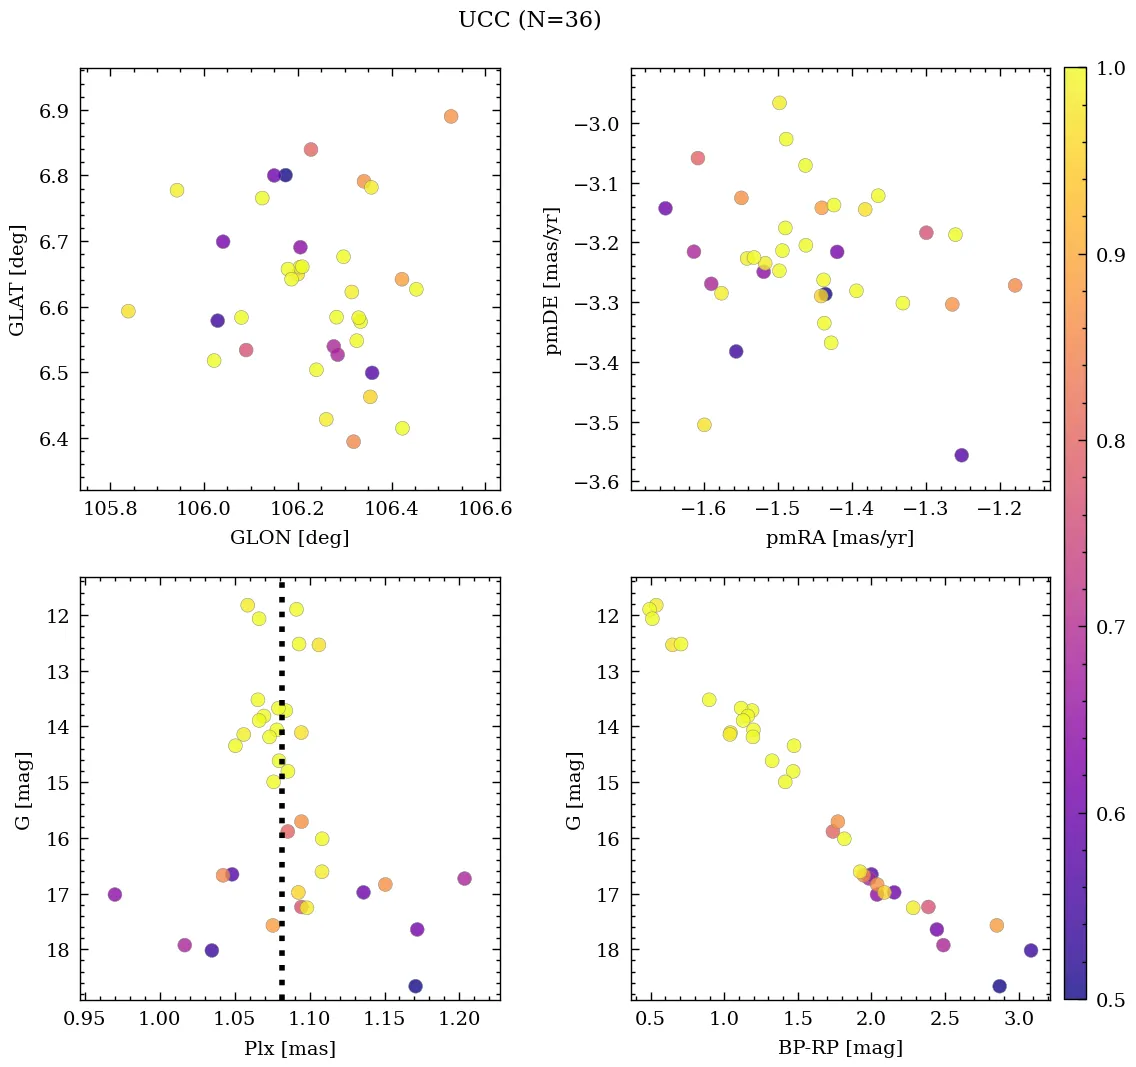 UCC (N=36)
6.9
6.8
6.7
6.6
6.5
6.4
GLAT [deg]
105.8 106.0 106.2 106.4 106.6
GLON [deg]
−3.0
−3.1
−3.2
−3.3
−3.4
−3.5
−3.6
pmDE [mas/yr]
−1.6 −1.5 −1.4 −1.3 −1.2
pmRA [mas/yr]
12
13
14
15
16
17
18
G [mag]
0.95 1.00 1.05 1.10 1.15 1.20
Plx [mas]
12
13
14
15
16
17
18
G [mag]
0.5 1.0 1.5 2.0 2.5 3.0
BP-RP [mag]
1.0
0.9
0.8
0.7
0.6
0.5